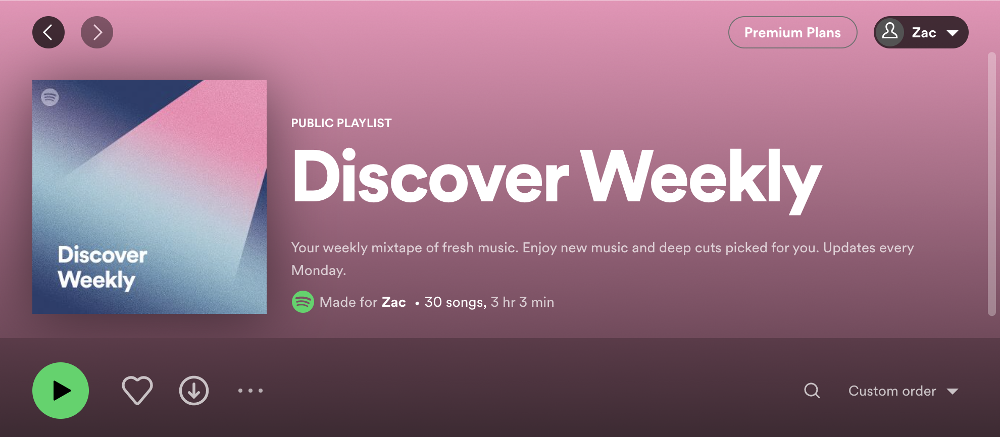 Premium Plans
Zac
Discover
Weekly
PUBLIC PLAYLIST
Discover Weekly
Your weekly mixtape of fresh music. Enjoy new music and deep cuts picked for you. Updates every
Monday.
Made for Zac • 30 songs, 3 hr 3 min
Custom order